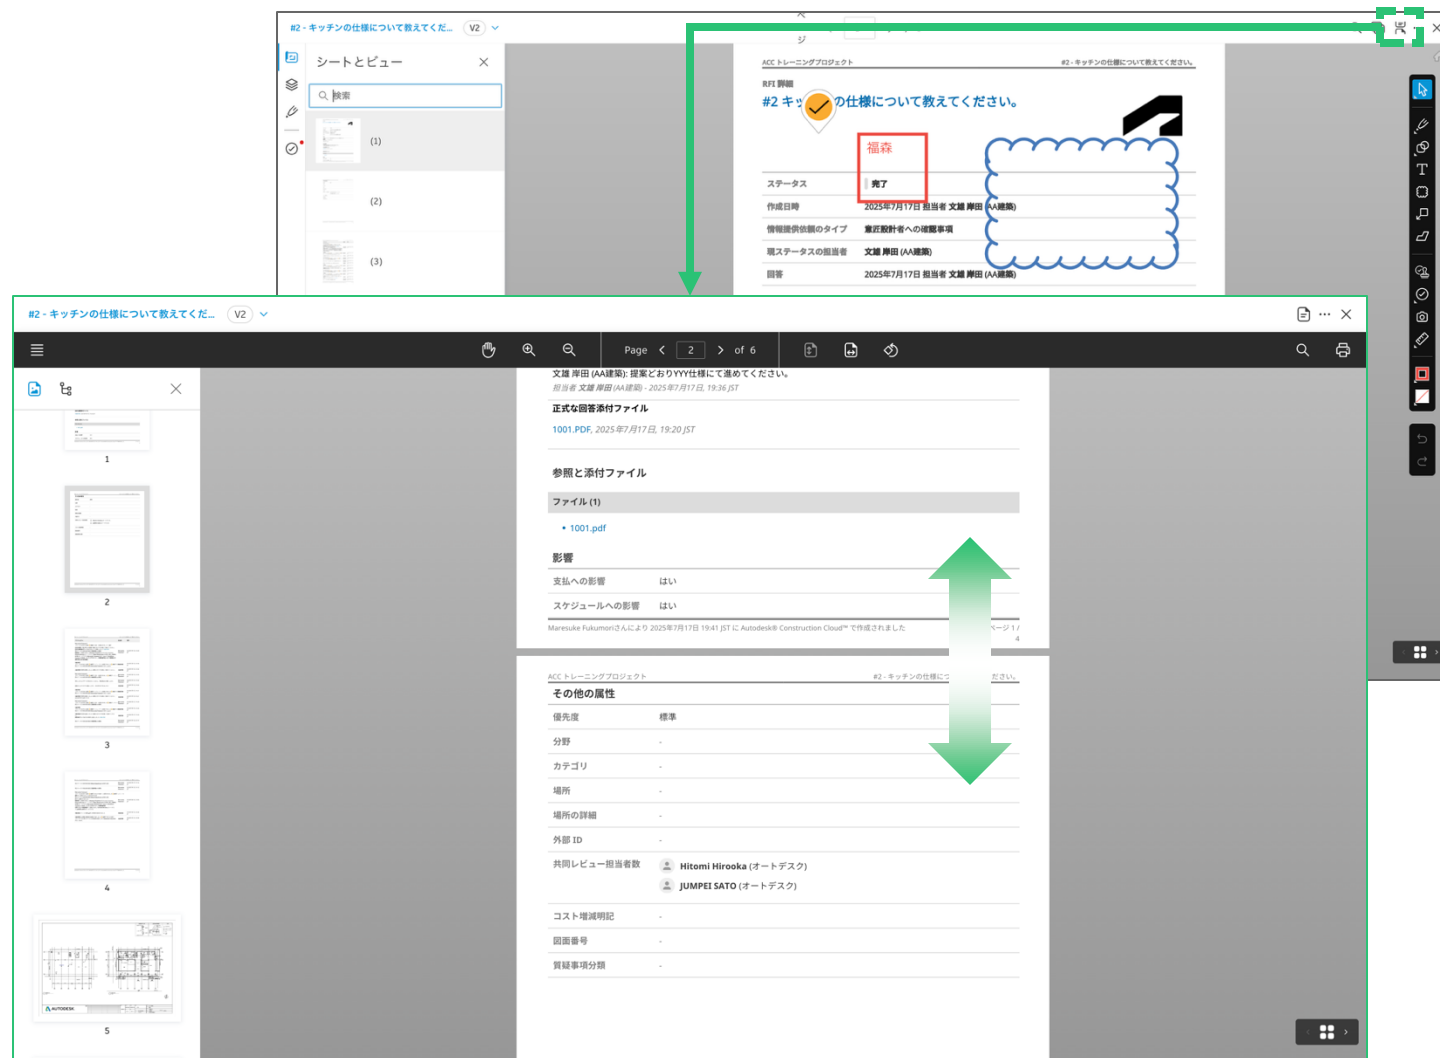 #2 - キッチンの仕様について教えてくだ... V2
シートとビュー
検索
(1)
(2)
(3)
ACC トレーニングプロジェクト #2 - キッチンの仕様について教えてください。
RFI 詳細
#2 キッ の仕様について教えてください。
福森
ステータス 完了
作成日時 2025年7月17日 担当者 文雄 岸田 (AA建築)
情報提供依頼のタイプ 意匠設計者への確認事項
現ステータスの担当者 文雄 岸田 (AA建築)
回答 2025年7月17日 担当者 文雄 岸田 (AA建築)
#2 - キッチンの仕様について教えてくだ... V2
Page 2 of 6
文雄 岸田 (AA建築): 提案どおりYYY仕様にて進めてください。
担当者 文雄 岸田 (AA建築) - 2025年7月17日, 19:36 JST
正式な回答添付ファイル
1001.PDF, 2025年7月17日, 19:20 JST
参照と添付ファイル
ファイル (1)
• 1001.pdf
影響
支払への影響 はい
スケジュールへの影響 はい
Maresuke Fukumoriさんにより 2025年7月17日 19:41 JST に Autodesk® Construction Cloud™ で作成されました ページ 1 /
4
ACC トレーニングプロジェクト #2 - キッチンの仕様につ ださい。
その他の属性
優先度 標準
分野 -
カテゴリ -
場所 -
場所の詳細 -
外部 ID -
共同レビュー担当者数 Hitomi Hirooka (オートデスク)
JUMPEI SATO (オートデスク)
コスト増減明記 -
図面番号 -
質疑事項分類 -
1
2
3
4
AUTODESK
5